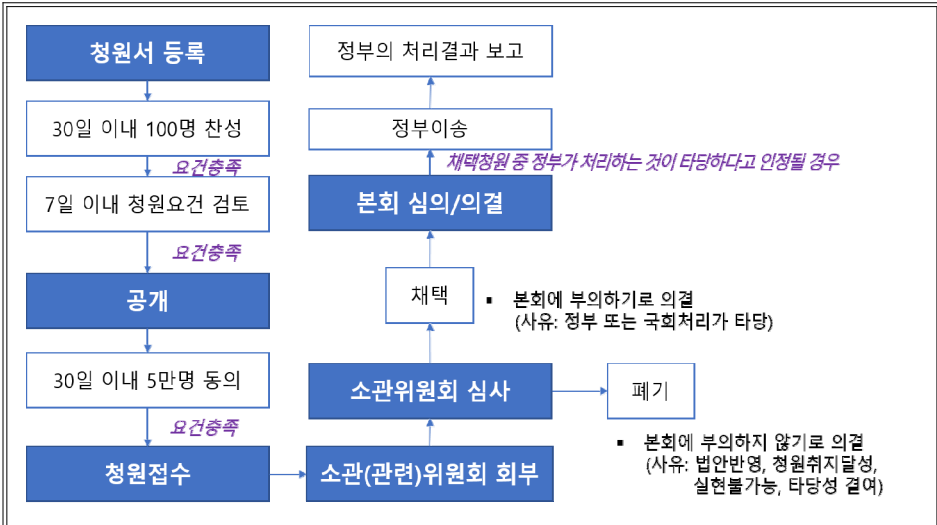 청원서 등록
30일 이내 100명 찬성
요건충족
7일 이내 청원요건 검토
요건충족
공개
30일 이내 5만명 동의
요건충족
청원접수
소관(관련)위원회 회부
소관위원회 심사
폐기
▪ 본회에 부의하지 않기로 의결
(사유: 법안반영, 청원취지달성,
실현불가능, 타당성 결여)
채택
▪ 본회에 부의하기로 의결
(사유: 정부 또는 국회처리가 타당)
본회 심의/의결
채택청원 중 정부가 처리하는 것이 타당하다고 인정될 경우
정부이송
정부의 처리결과 보고